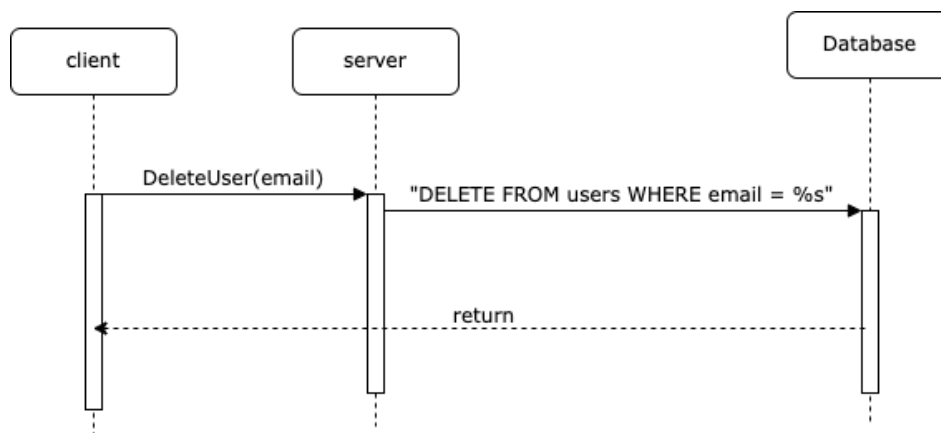 client
server
Database
DeleteUser(email)
"DELETE FROM users WHERE email = %s"
return